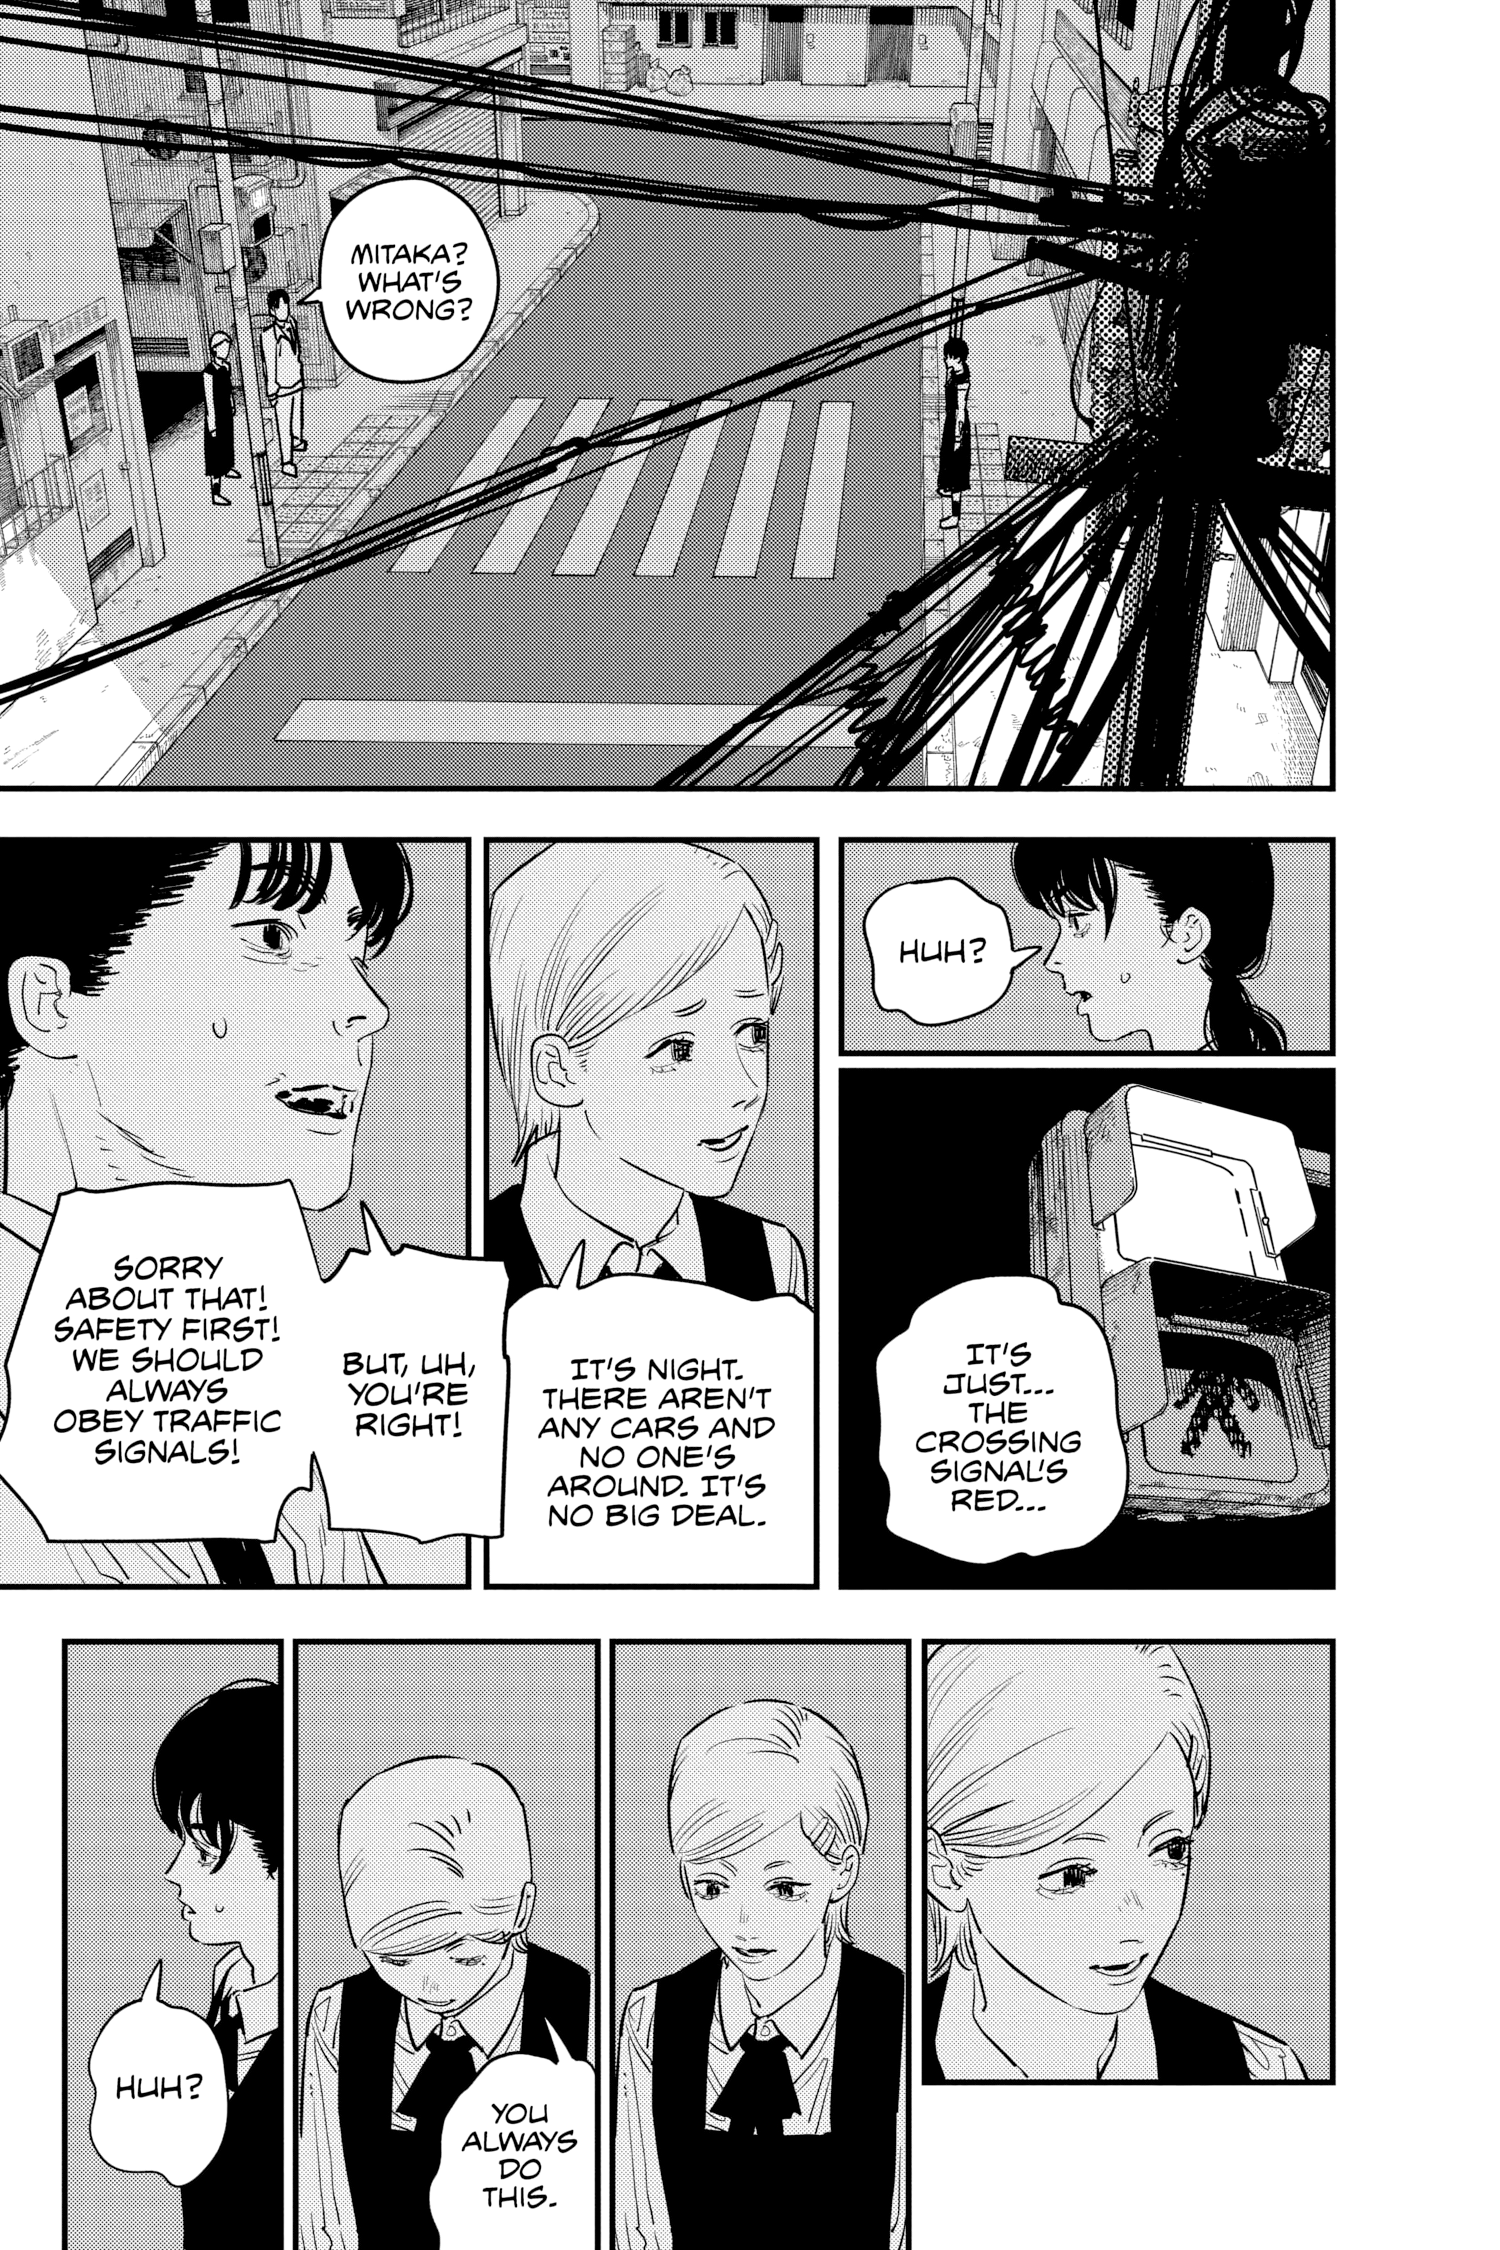 MITAKA?
WHAT'S
WRONG?
HUH?
IT'S
JUST...
THE
CROSSING
SIGNAL'S
RED...
IT'S NIGHT.
THERE AREN'T
ANY CARS AND
NO ONE'S
AROUND. IT'S
NO BIG DEAL.
BUT, UH,
YOU'RE
RIGHT!
SORRY
ABOUT THAT!
SAFETY FIRST!
WE SHOULD
ALWAYS
OBEY TRAFFIC
SIGNALS!
YOU
ALWAYS
DO
THIS.
HUH?